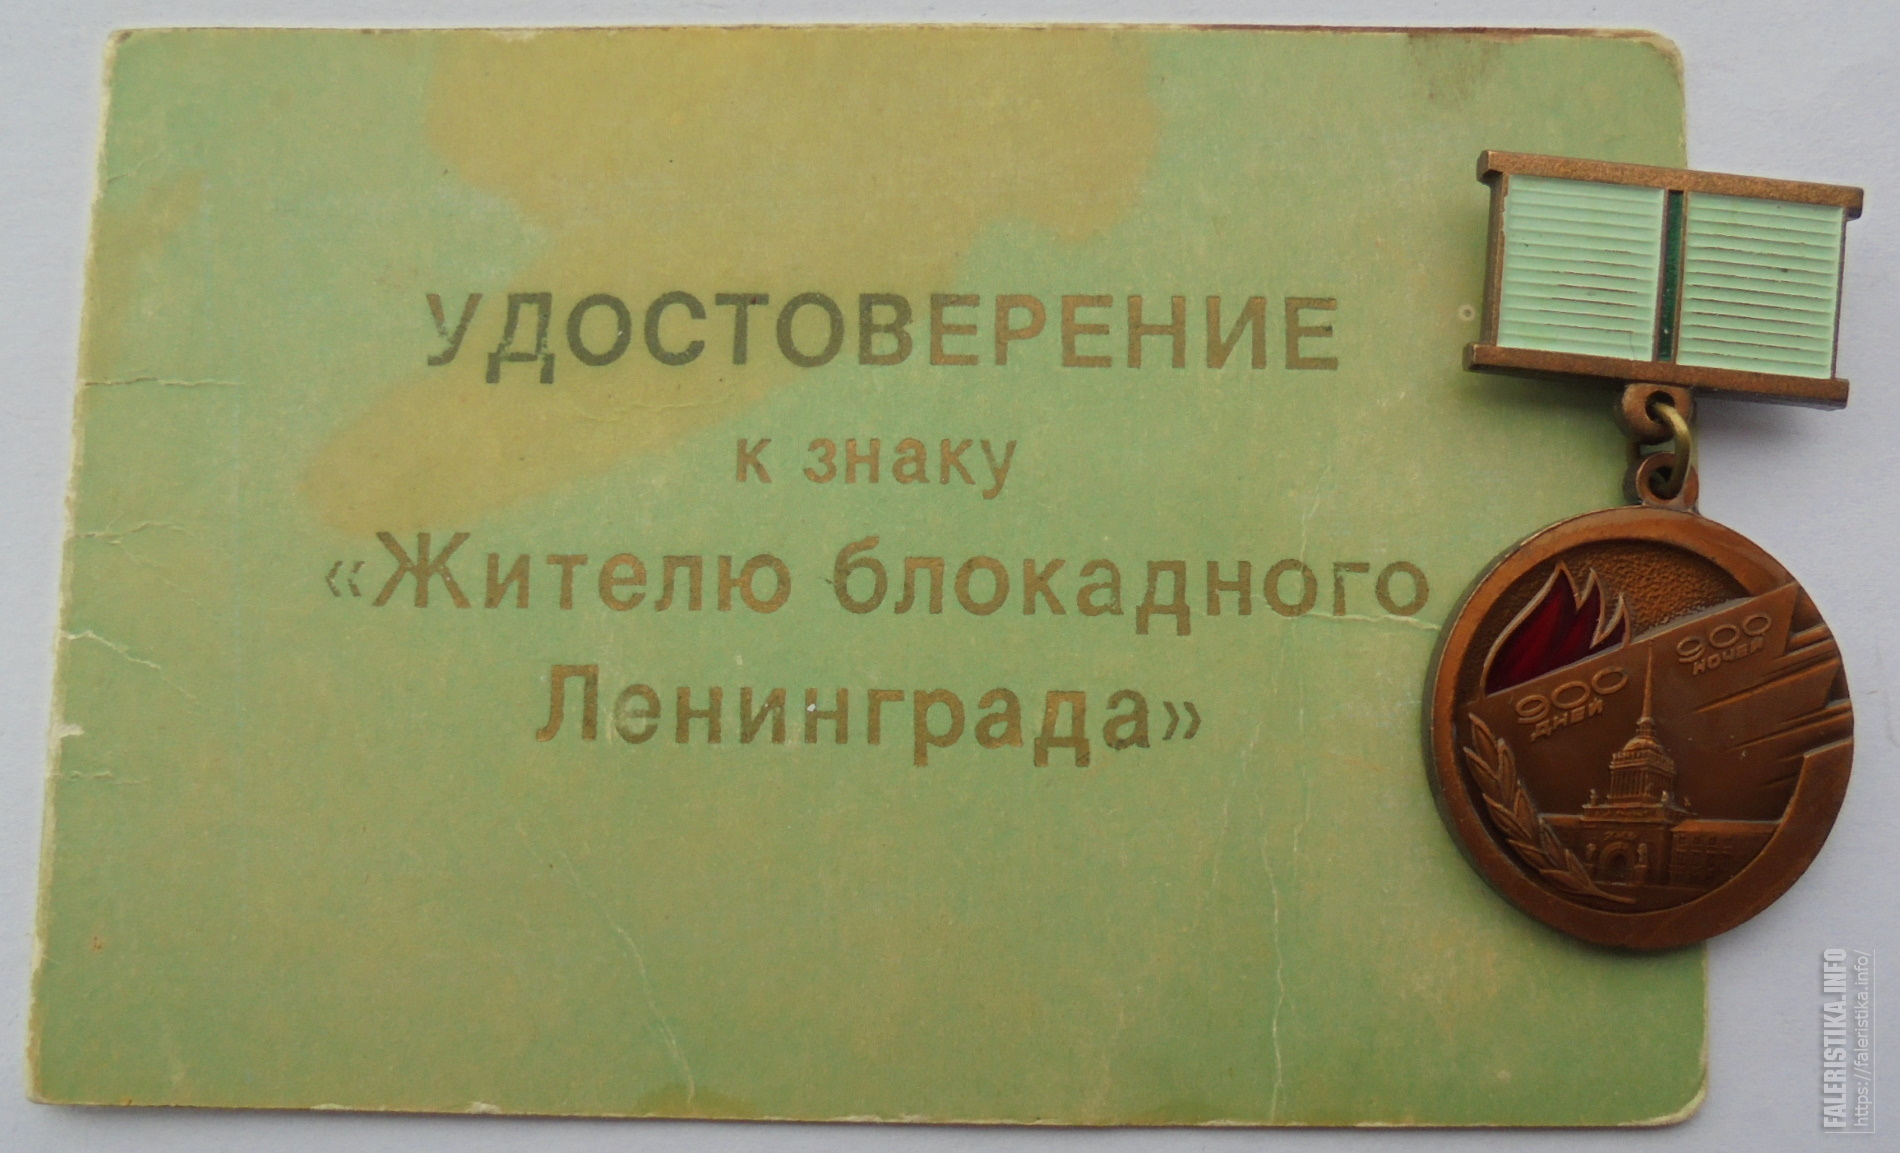 УДОСТОВЕРЕНИЕ
к знаку
«Жителю блокадного
Ленинграда»
900
НОЧЕЙ
900
ДНЕЙ
FALERISTIKA.INFO
https://faleristika.info/